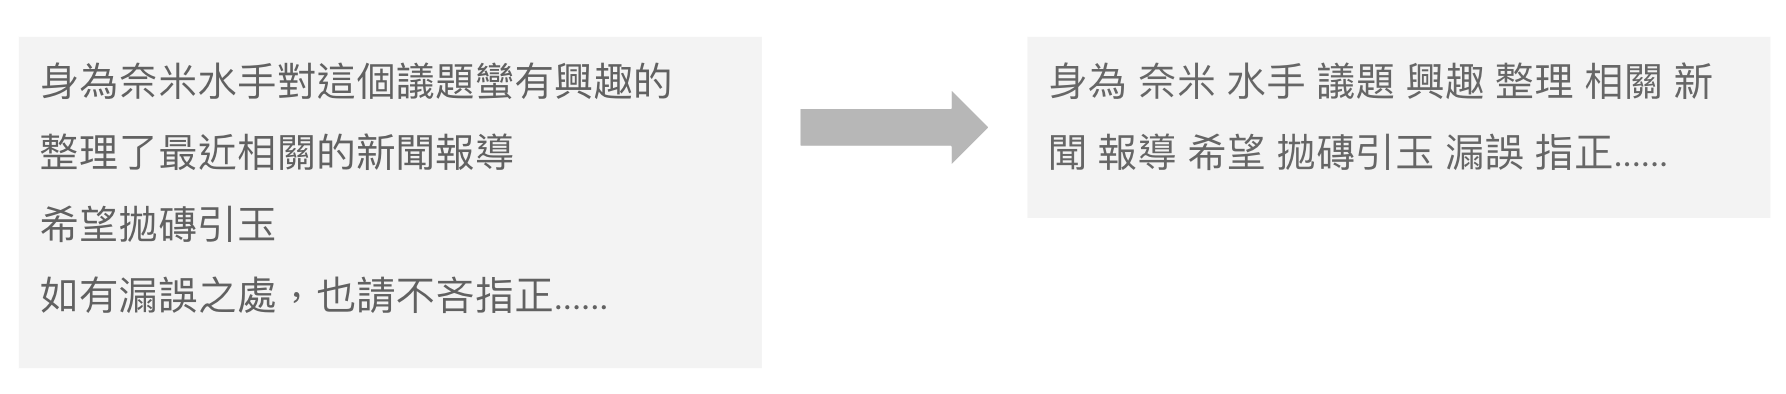 身為奈米水手對這個議題蠻有興趣的
整理了最近相關的新聞報導
希望拋磚引玉
如有漏誤之處，也請不吝指正......
身為 奈米 水手 議題 興趣 整理 相關 新
聞 報導 希望 拋磚引玉 漏誤 指正......